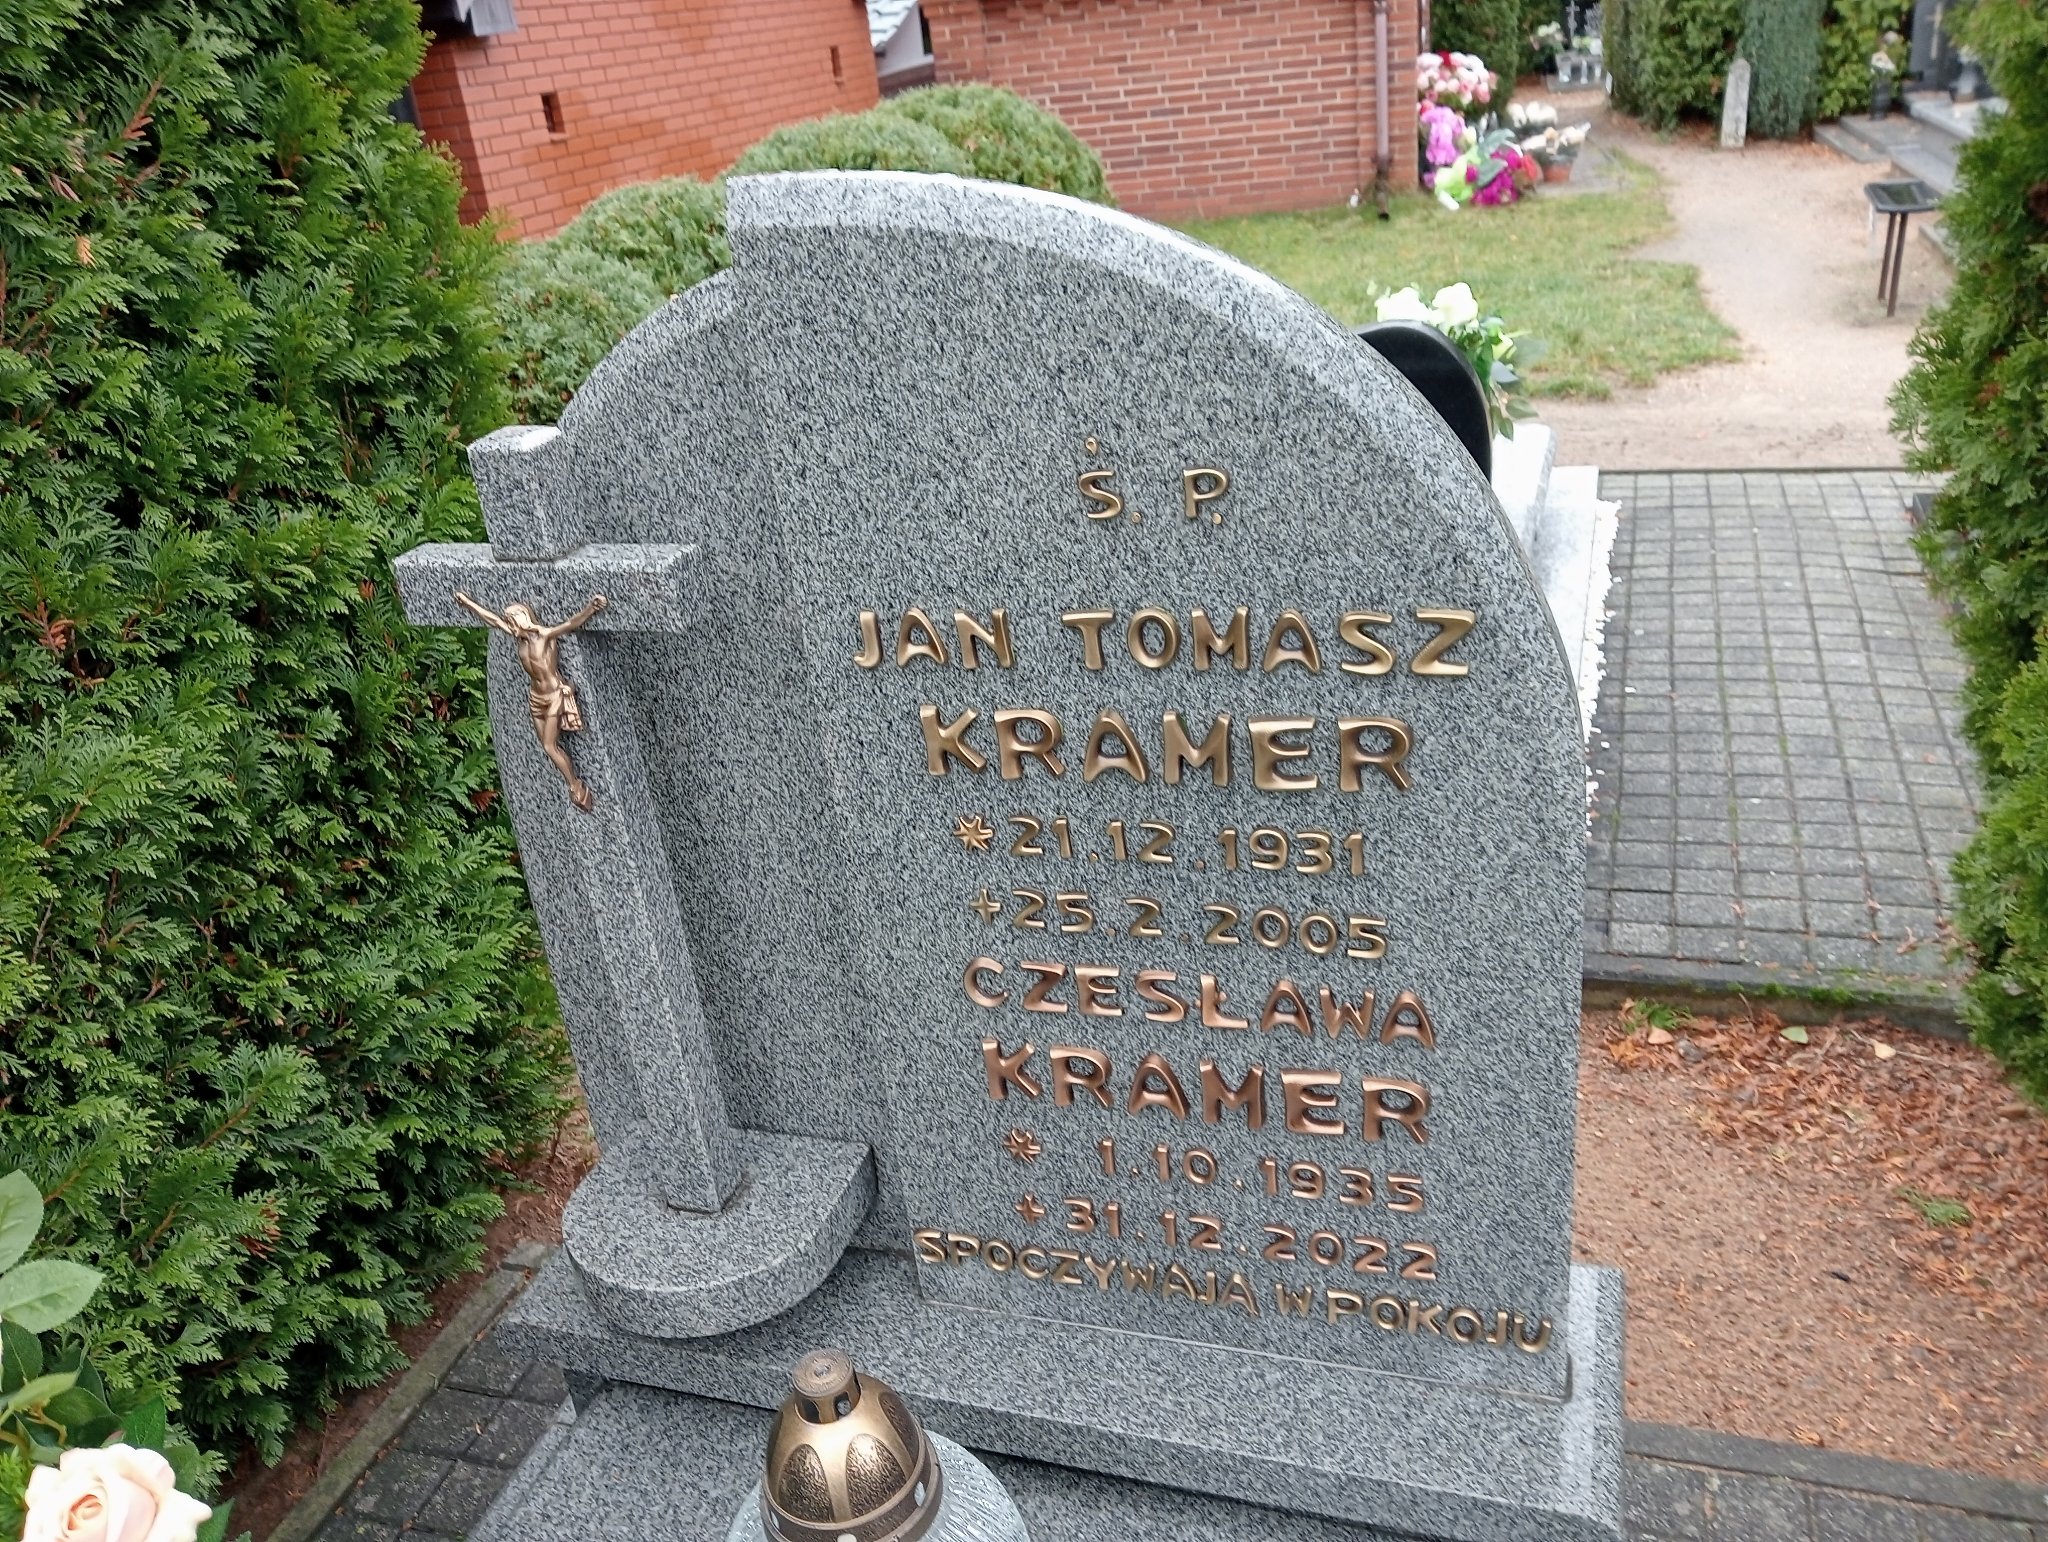 Ś. P.
JAN TOMASZ
KRAMER
*21.12.1931
+25.2.2005
CZESŁAWA
KRAMER
* 1.10.1935
+31.12.2022
SPOCZYWAJĄ W POKOJU